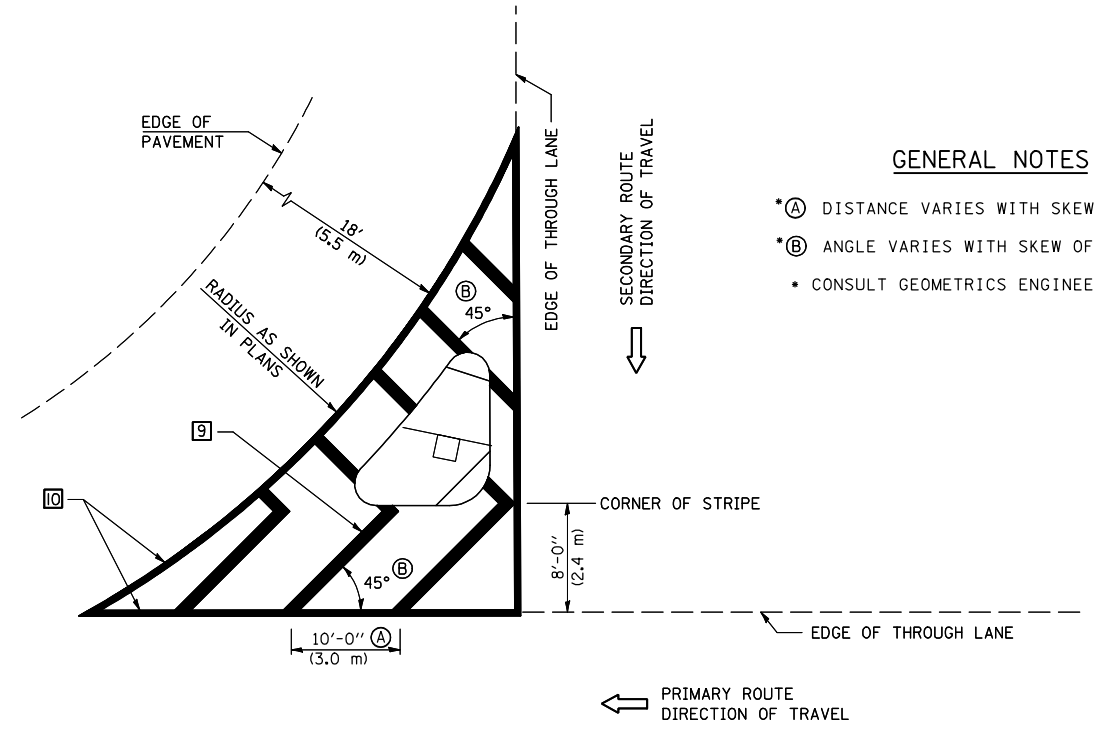 EDGE OF
PAVEMENT
18'
(5.5 m)
RADIUS AS SHOWN
IN PLANS
EDGE OF THROUGH LANE
SECONDARY ROUTE
DIRECTION OF TRAVEL
GENERAL NOTES
*Ⓐ DISTANCE VARIES WITH SKEW
*Ⓑ ANGLE VARIES WITH SKEW OF
* CONSULT GEOMETRICS ENGINEE
Ⓑ
45°
9
10
CORNER OF STRIPE
8'-0"
(2.4 m)
45° Ⓑ
10'-0" Ⓐ
(3.0 m)
EDGE OF THROUGH LANE
PRIMARY ROUTE
DIRECTION OF TRAVEL